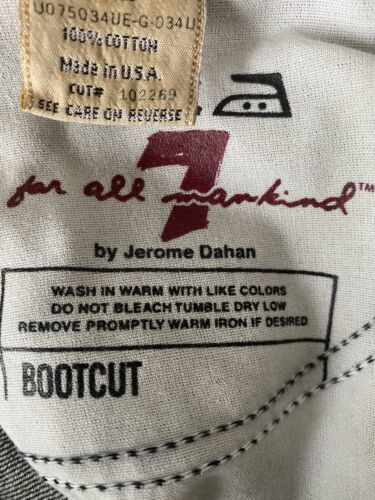 U075034UE-G-034U
100% COTTON
Made in U.S.A.
CUT# 102269
SEE CARE ON REVERSE
7
for all mankind™
by Jerome Dahan
WASH IN WARM WITH LIKE COLORS
DO NOT BLEACH TUMBLE DRY LOW
REMOVE PROMPTLY WARM IRON IF DESIRED
BOOTCUT